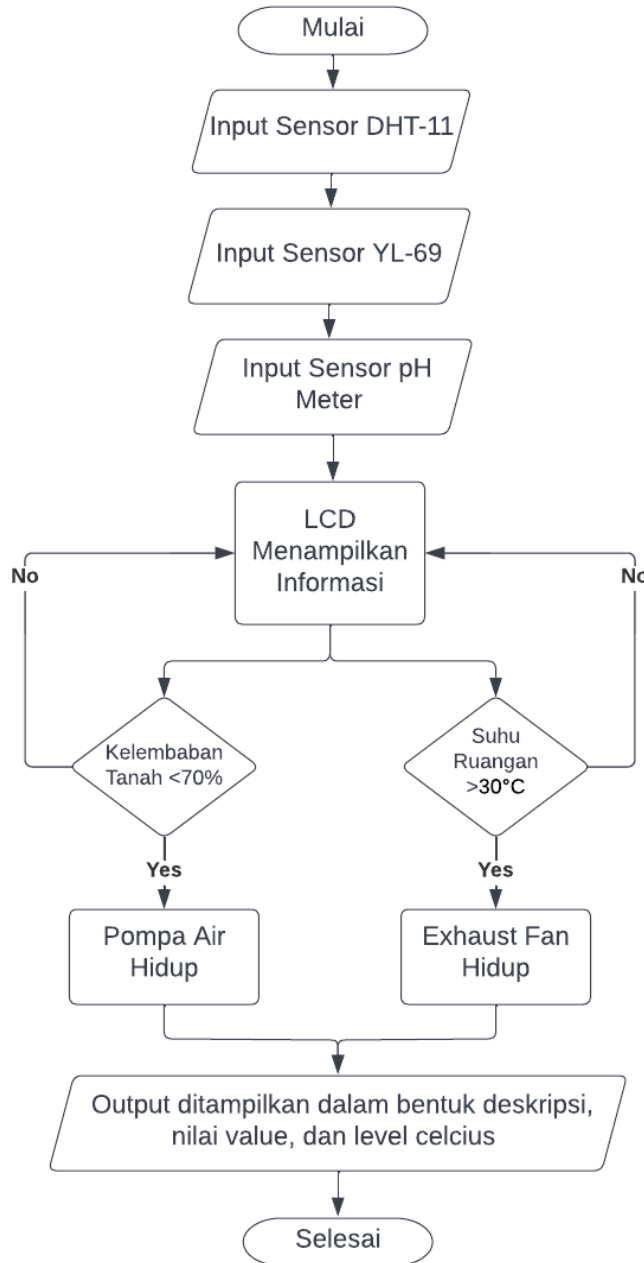 Mulai
Input Sensor DHT-11
Input Sensor YL-69
Input Sensor pH
Meter
LCD
Menampilkan
Informasi
No
No
Kelembaban
Tanah <70%
Suhu
Ruangan
>30°C
Yes
Yes
Pompa Air
Hidup
Exhaust Fan
Hidup
Output ditampilkan dalam bentuk deskripsi,
nilai value, dan level celcius
Selesai